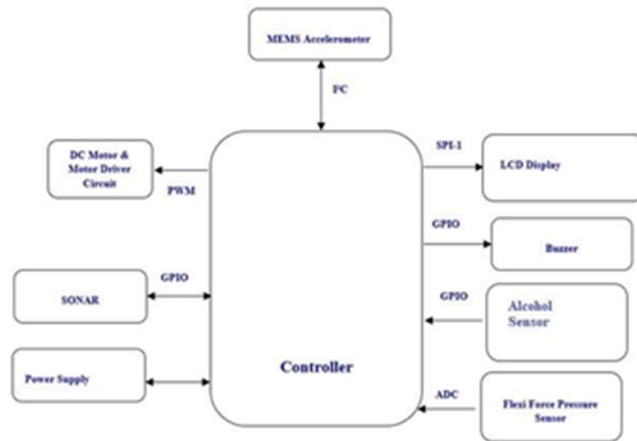 MEMS Accelerometer
I²C
DC Motor &
Motor Driver
Circuit
PWM
SPI-1
LCD Display
GPIO
Buzzer
GPIO
SONAR
GPIO
Alcohol
Sensor
Power Supply
Controller
ADC
Flexi Force Pressure
Sensor